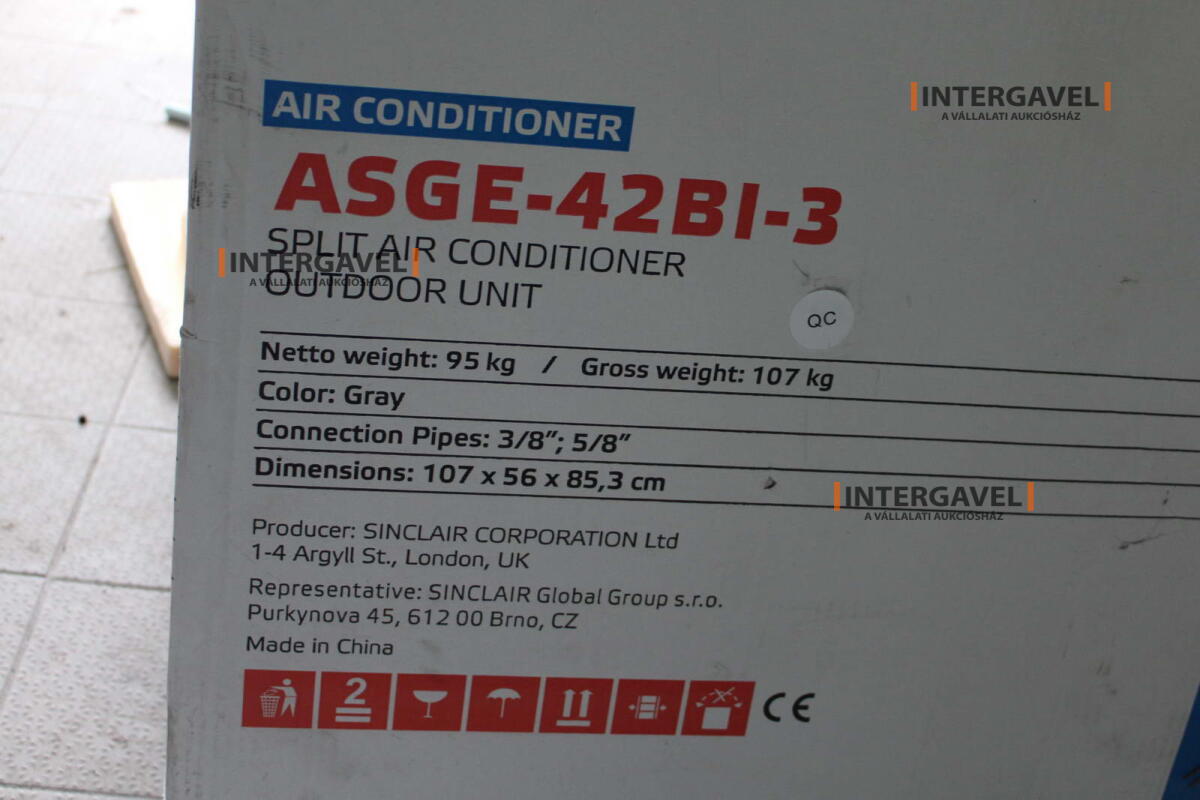 INTERGAVEL
A VÁLLALATI AUKCIÓSHÁZ
AIR CONDITIONER
ASGE-42BI-3
SPLIT AIR CONDITIONER
INTERGAVEL
A VÁLLALATI AUKCIÓSHÁZ
OUTDOOR UNIT
QC
Netto weight: 95 kg / Gross weight: 107 kg
Color: Gray
Connection Pipes: 3/8"; 5/8"
Dimensions: 107 x 56 x 85,3 cm
INTERGAVEL
A VÁLLALATI AUKCIÓSHÁZ
Producer: SINCLAIR CORPORATION Ltd
1-4 Argyll St., London, UK
Representative: SINCLAIR Global Group s.r.o.
Purkynova 45, 612 00 Brno, CZ
Made in China
2
CE